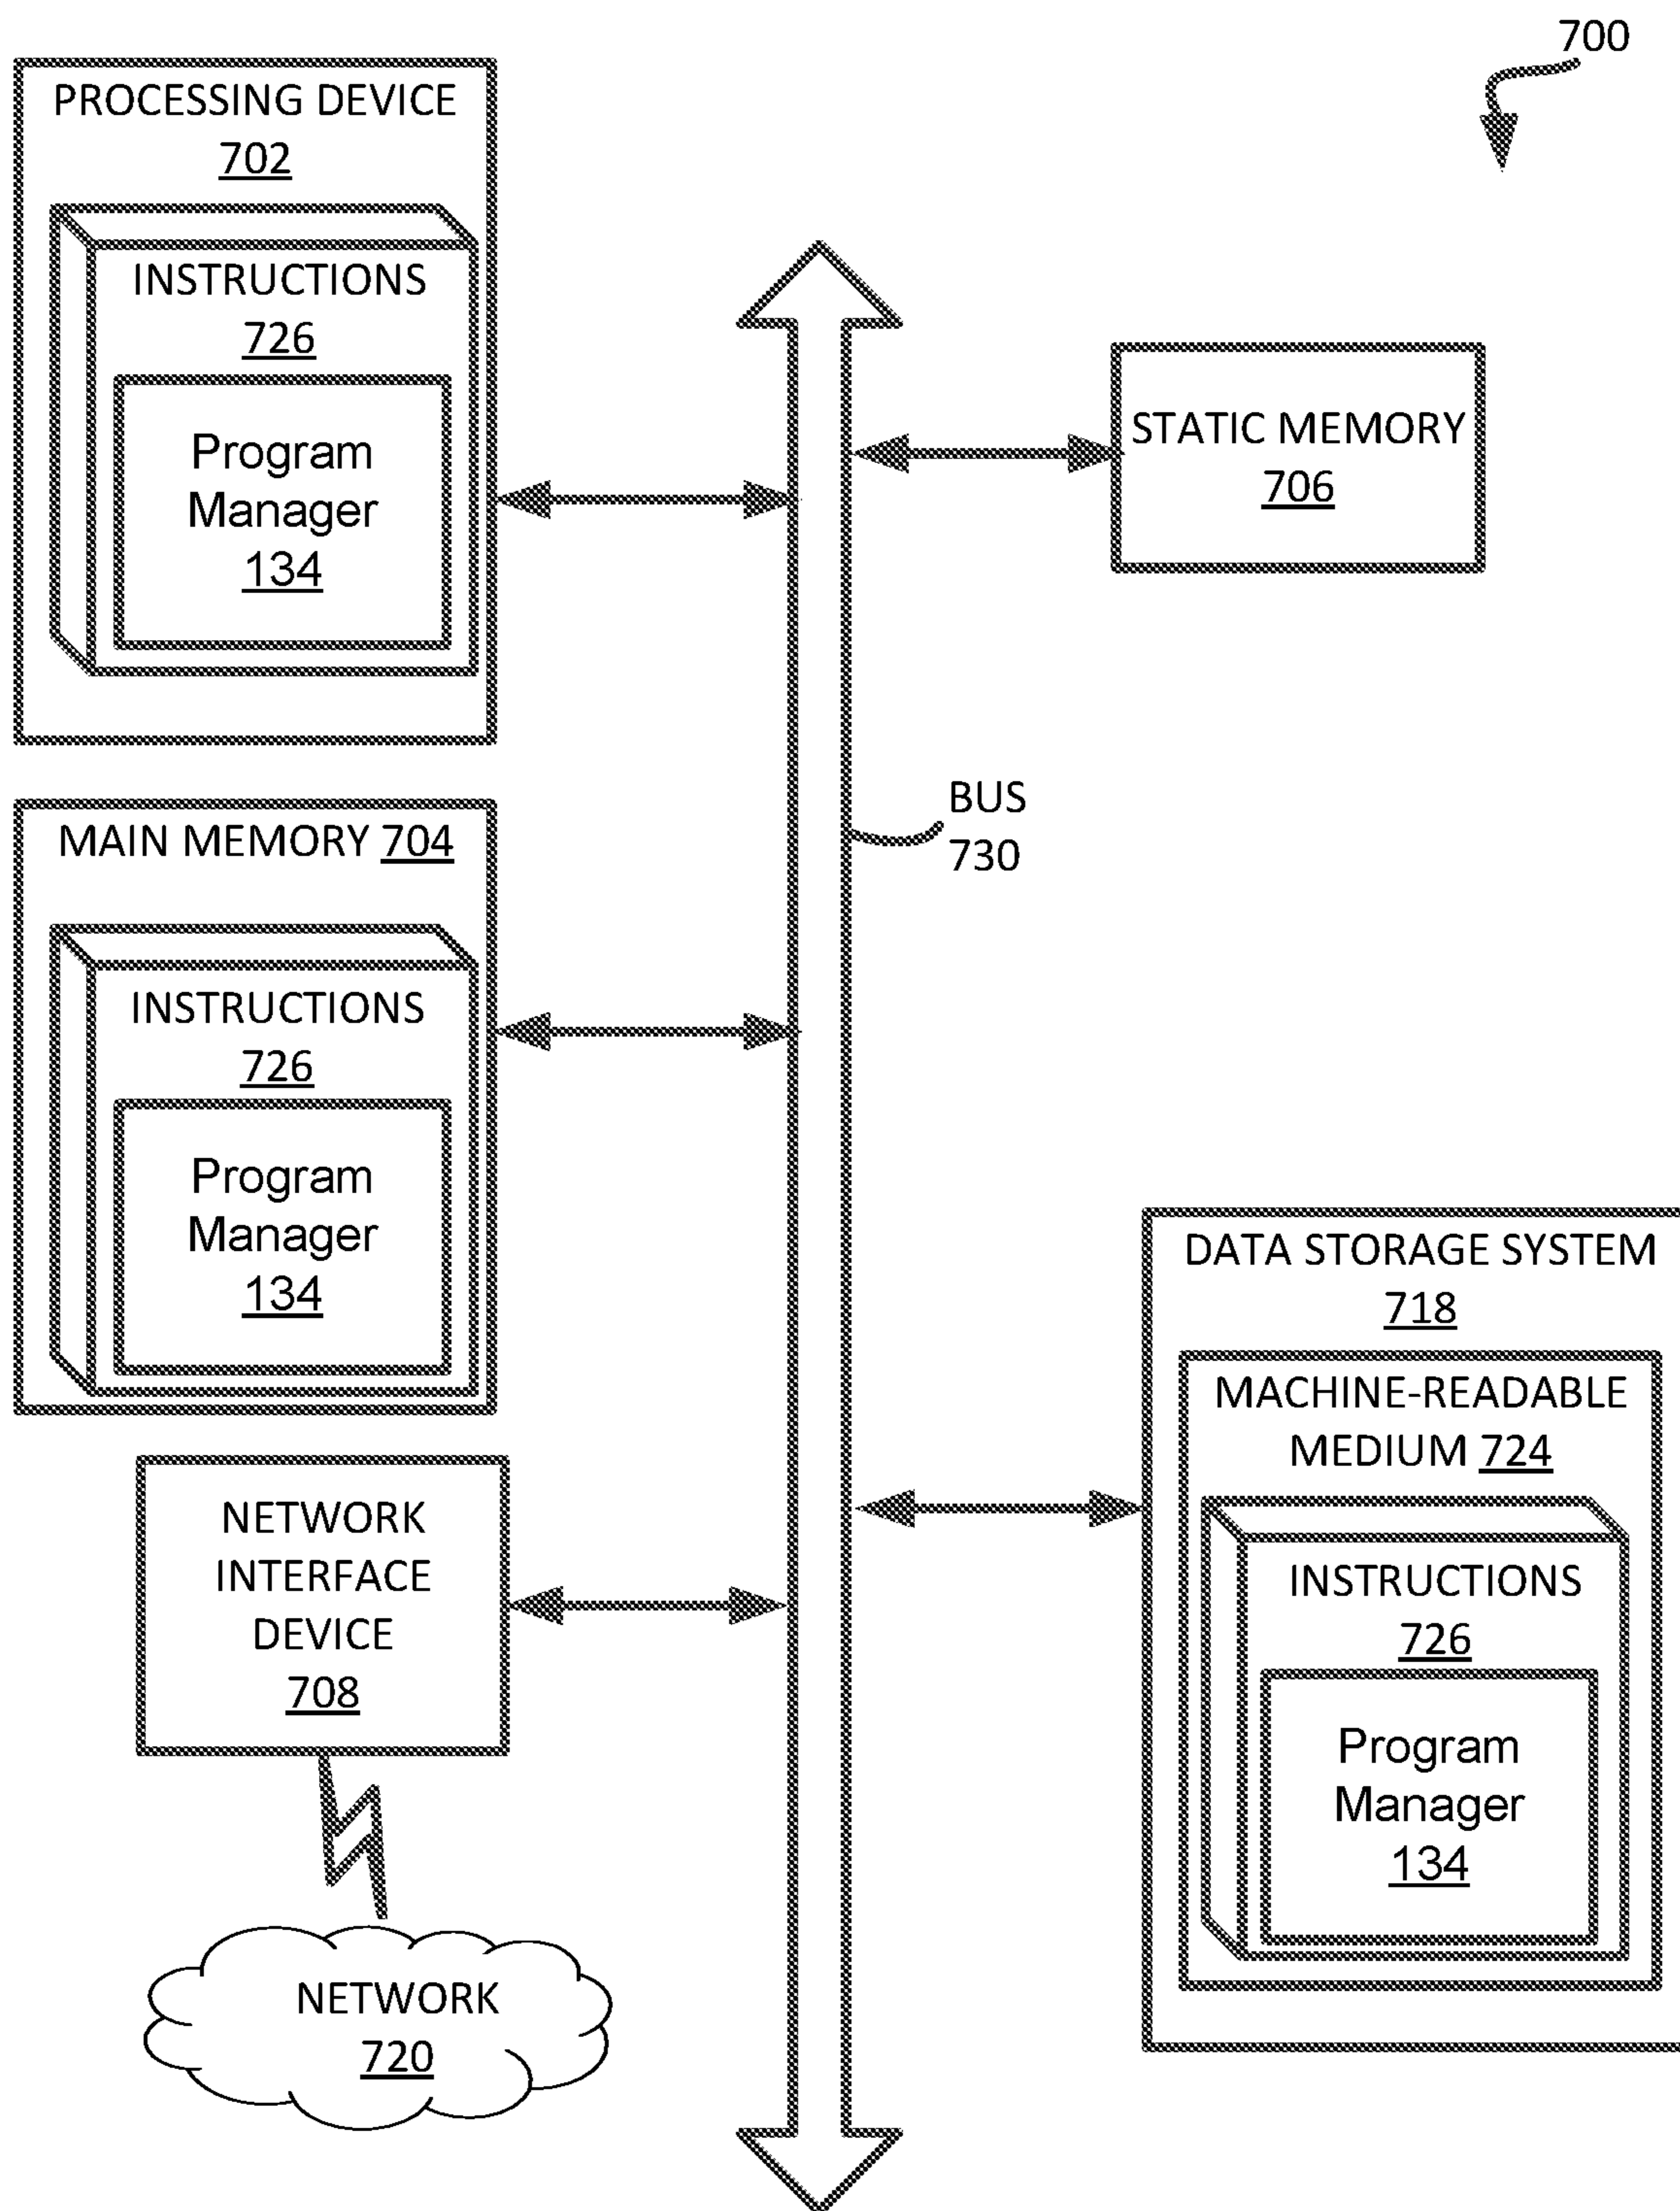 700
PROCESSING DEVICE
702
INSTRUCTIONS
726
Program
Manager
134
STATIC MEMORY
706
BUS
730
MAIN MEMORY 704
INSTRUCTIONS
726
Program
Manager
134
DATA STORAGE SYSTEM
718
MACHINE-READABLE
MEDIUM 724
INSTRUCTIONS
726
Program
Manager
134
NETWORK
INTERFACE
DEVICE
708
NETWORK
720